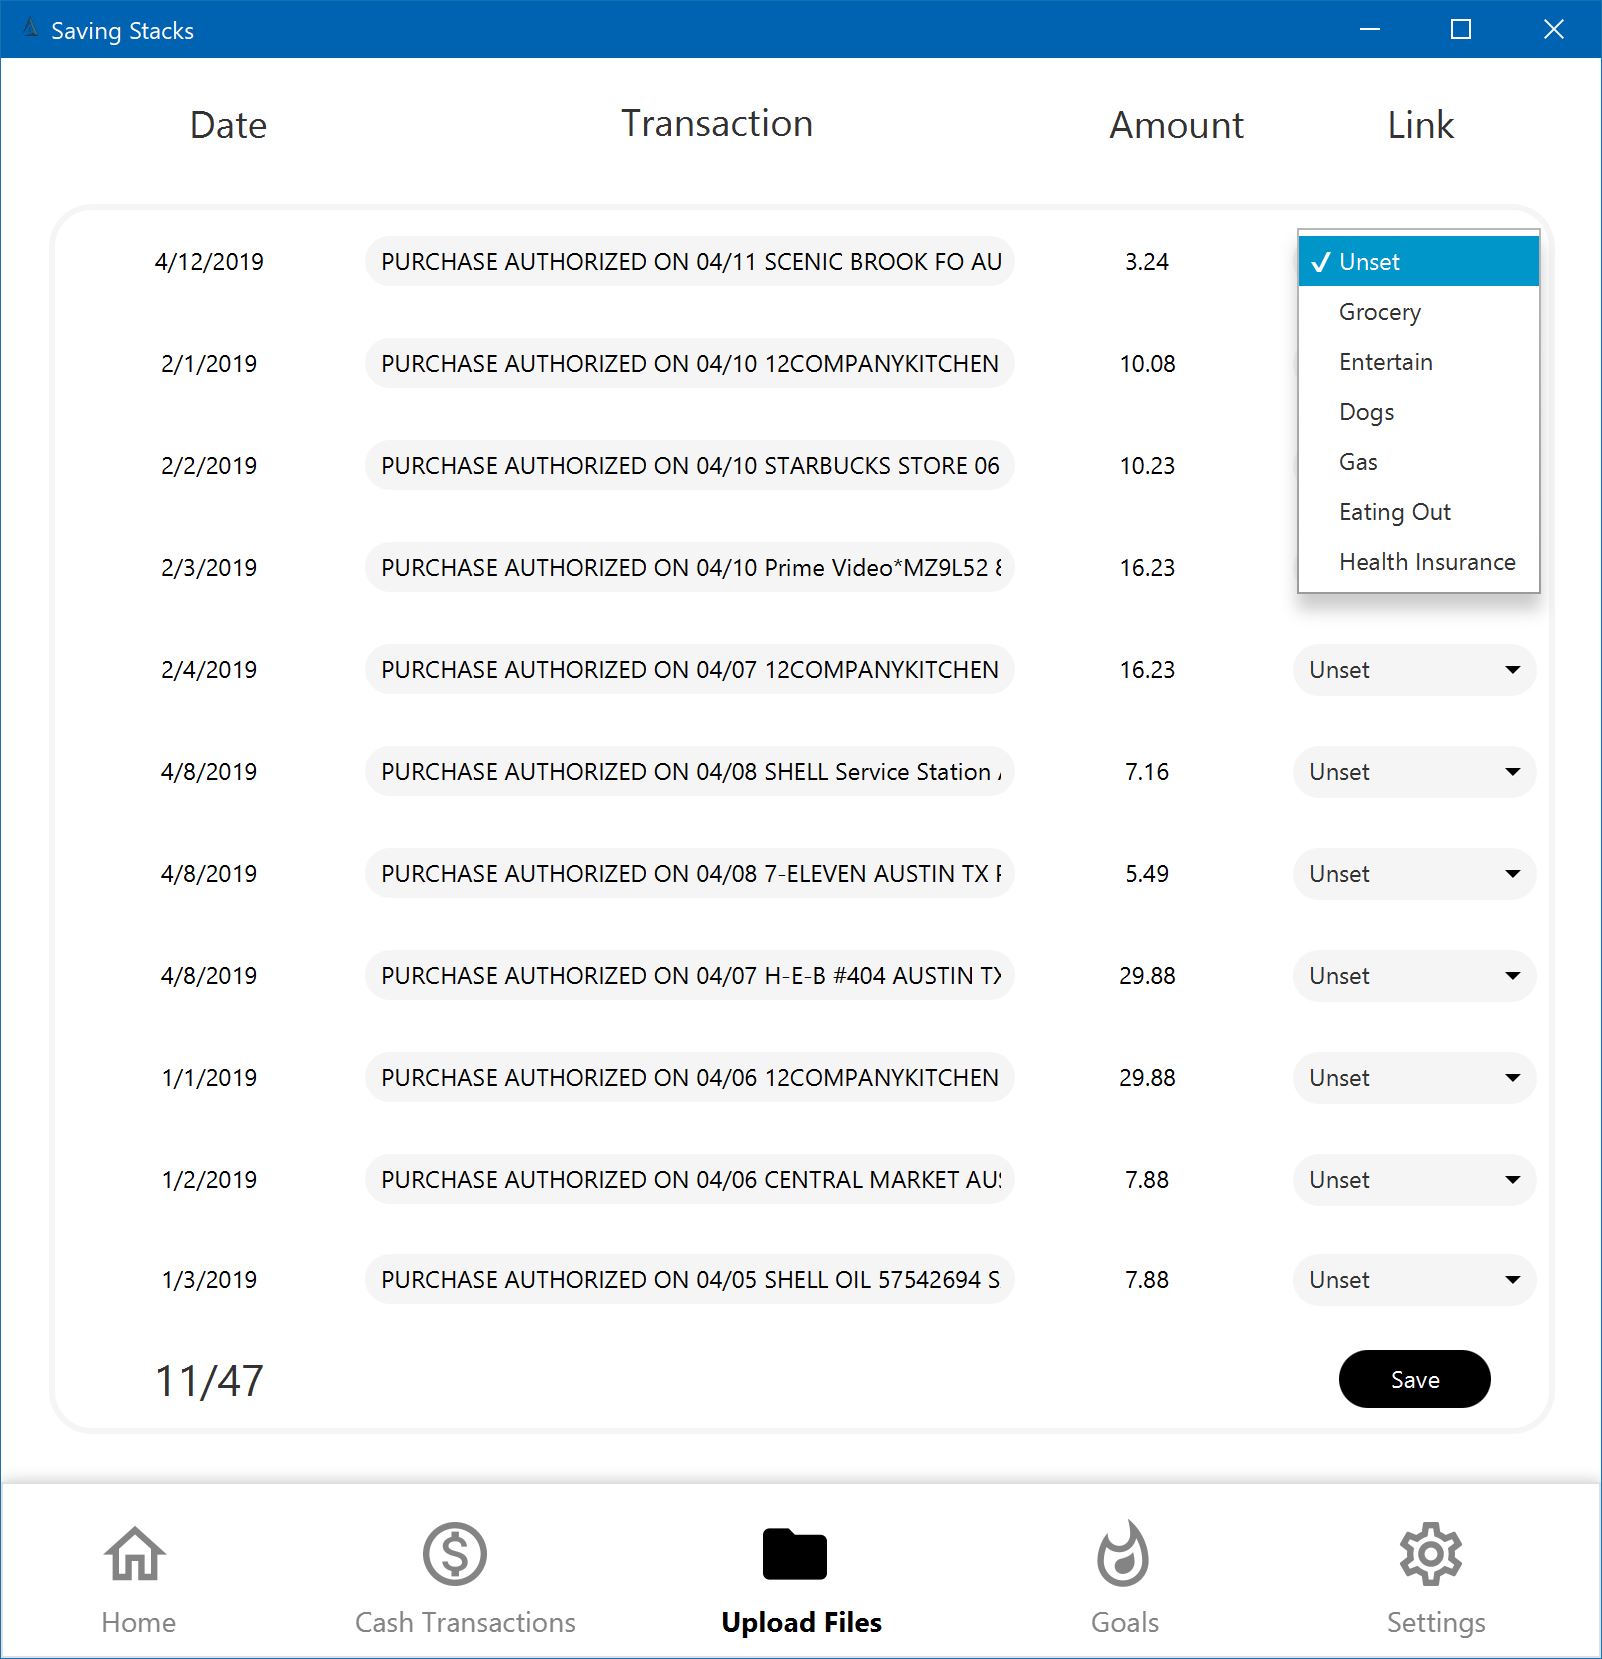 Saving Stacks
Date Transaction Amount Link
4/12/2019 PURCHASE AUTHORIZED ON 04/11 SCENIC BROOK FO AU 3.24 Unset
Grocery
2/1/2019 PURCHASE AUTHORIZED ON 04/10 12COMPANYKITCHEN 10.08 Entertain
Dogs
2/2/2019 PURCHASE AUTHORIZED ON 04/10 STARBUCKS STORE 06 10.23 Gas
Eating Out
2/3/2019 PURCHASE AUTHORIZED ON 04/10 Prime Video*MZ9L52 16.23 Health Insurance
2/4/2019 PURCHASE AUTHORIZED ON 04/07 12COMPANYKITCHEN 16.23 Unset
4/8/2019 PURCHASE AUTHORIZED ON 04/08 SHELL Service Station 7.16 Unset
4/8/2019 PURCHASE AUTHORIZED ON 04/08 7-ELEVEN AUSTIN TX 5.49 Unset
4/8/2019 PURCHASE AUTHORIZED ON 04/07 H-E-B #404 AUSTIN TX 29.88 Unset
1/1/2019 PURCHASE AUTHORIZED ON 04/06 12COMPANYKITCHEN 29.88 Unset
1/2/2019 PURCHASE AUTHORIZED ON 04/06 CENTRAL MARKET AUS 7.88 Unset
1/3/2019 PURCHASE AUTHORIZED ON 04/05 SHELL OIL 57542694 S 7.88 Unset
11/47 Save
Home Cash Transactions Upload Files Goals Settings